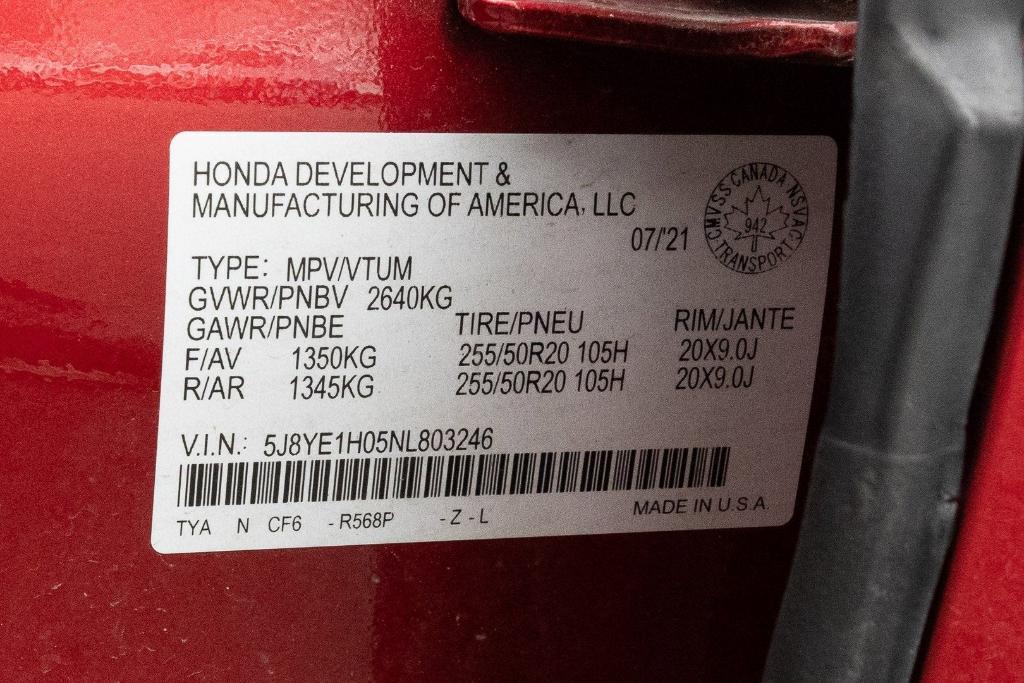 HONDA DEVELOPMENT &
MANUFACTURING OF AMERICA, LLC
07/'21
CMVSS CANADA NSVAC
942
TRANSPORT
TYPE: MPV/VTUM
GVWR/PNBV 2640KG
GAWR/PNBE TIRE/PNEU RIM/JANTE
F/AV 1350KG 255/50R20 105H 20X9.0J
R/AR 1345KG 255/50R20 105H 20X9.0J
V.I.N.: 5J8YE1H05NL803246
TYA N CF6 - R568P - Z - L MADE IN U.S.A.